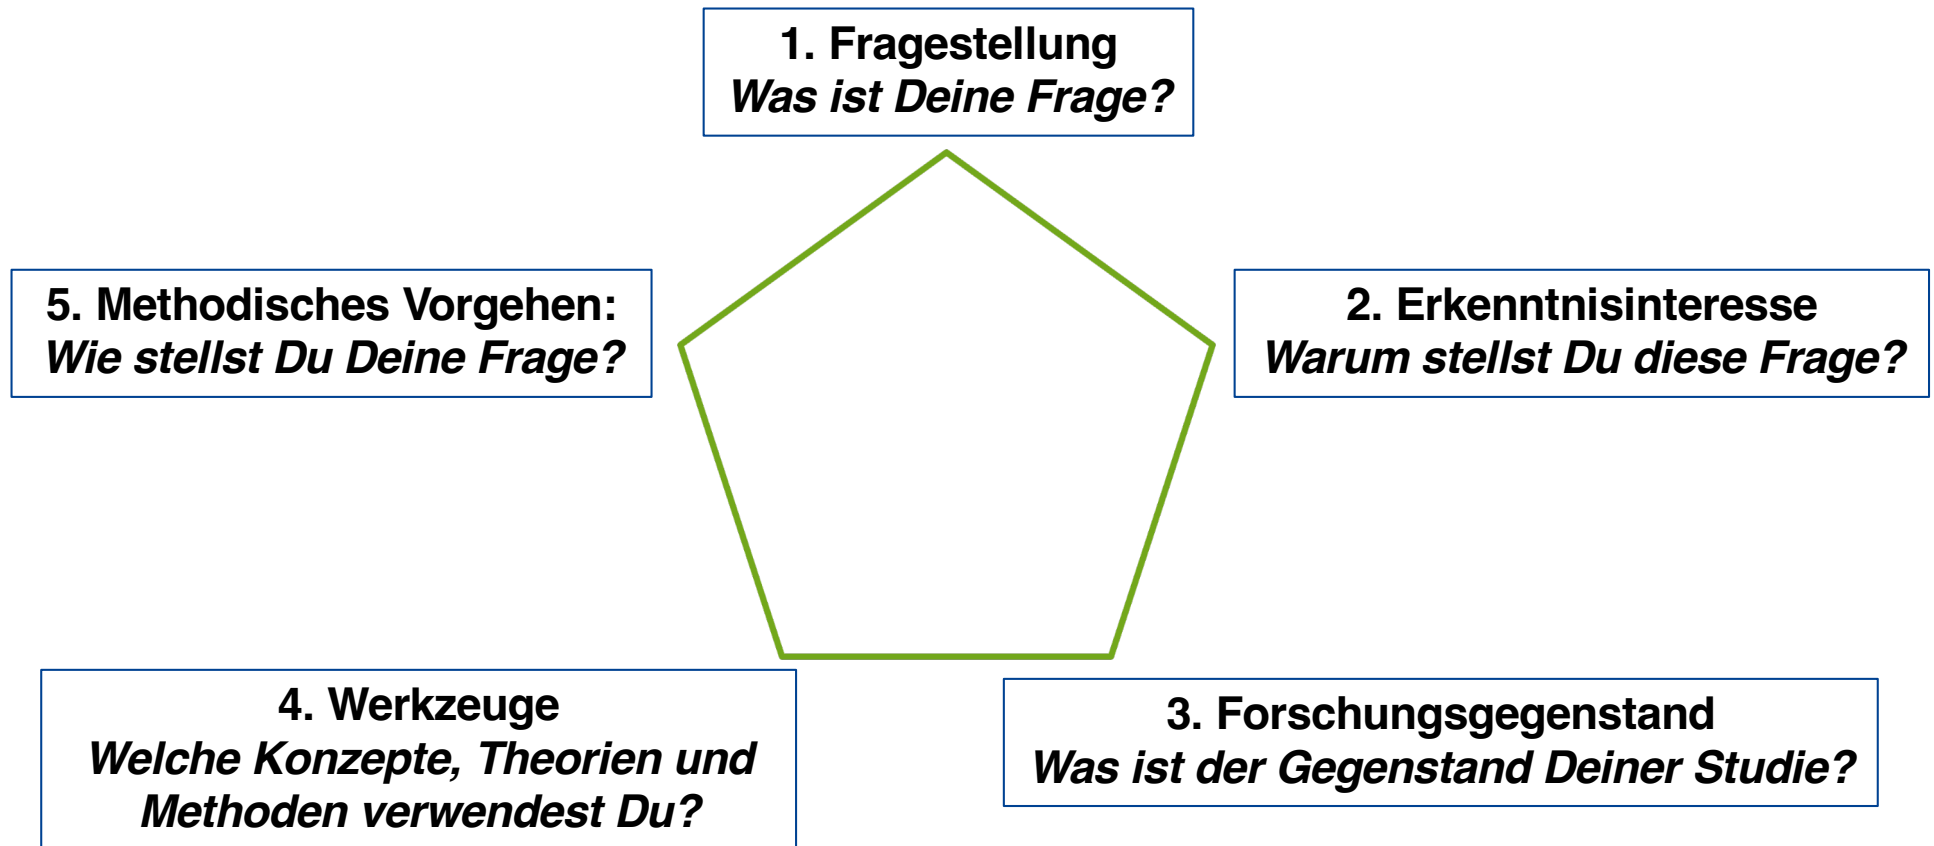 1. Fragestellung
Was ist Deine Frage?
5. Methodisches Vorgehen:
Wie stellst Du Deine Frage?
2. Erkenntnisinteresse
Warum stellst Du diese Frage?
4. Werkzeuge
Welche Konzepte, Theorien und
Methoden verwendest Du?
3. Forschungsgegenstand
Was ist der Gegenstand Deiner Studie?